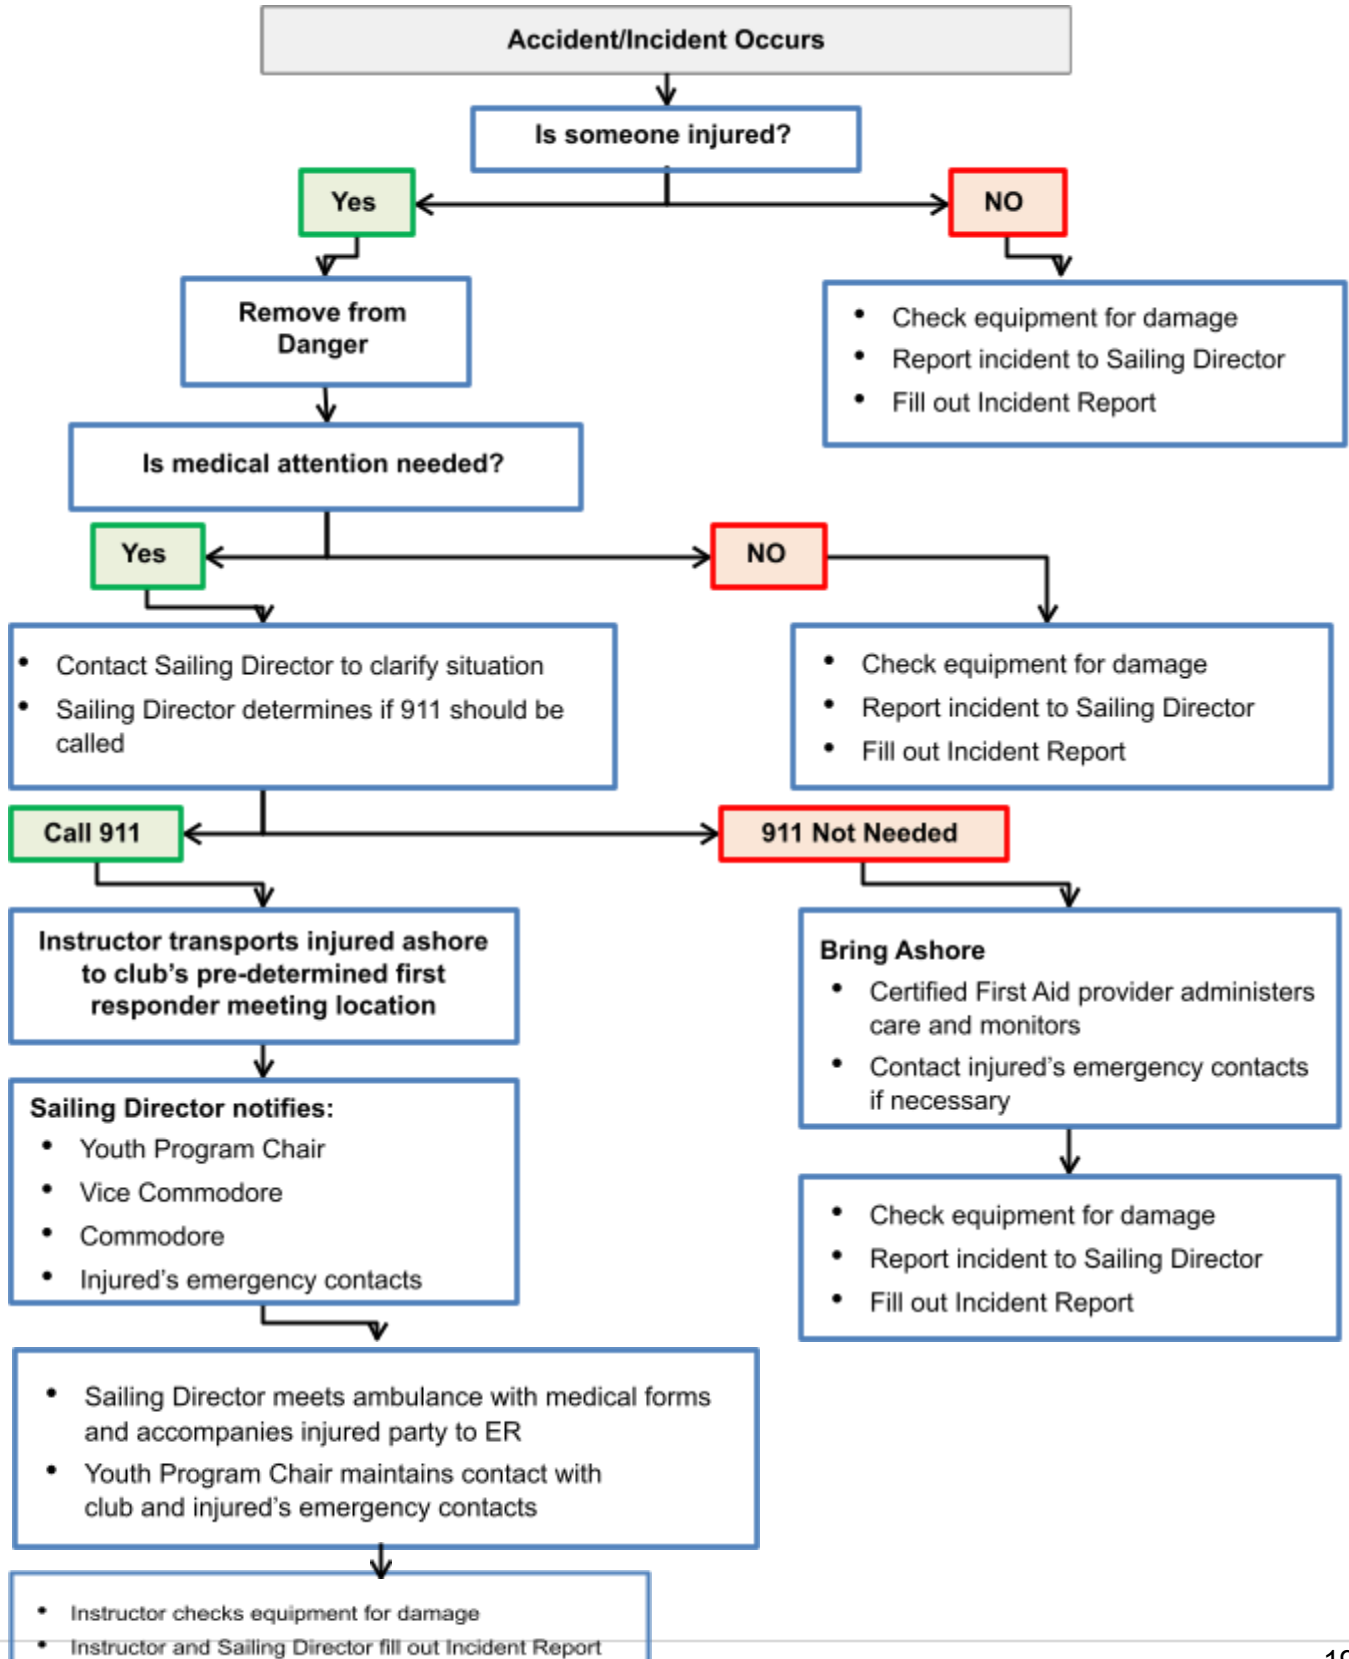 Accident/Incident Occurs
Is someone injured?
Yes
NO
Remove from
Danger
• Check equipment for damage
• Report incident to Sailing Director
• Fill out Incident Report
Is medical attention needed?
Yes
NO
• Contact Sailing Director to clarify situation
• Sailing Director determines if 911 should be
called
• Check equipment for damage
• Report incident to Sailing Director
• Fill out Incident Report
Call 911
911 Not Needed
Instructor transports injured ashore
to club’s pre-determined first
responder meeting location
Bring Ashore
• Certified First Aid provider administers
care and monitors
• Contact injured’s emergency contacts
if necessary
Sailing Director notifies:
• Youth Program Chair
• Vice Commodore
• Commodore
• Injured’s emergency contacts
• Check equipment for damage
• Report incident to Sailing Director
• Fill out Incident Report
• Sailing Director meets ambulance with medical forms
and accompanies injured party to ER
• Youth Program Chair maintains contact with
club and injured’s emergency contacts
• Instructor checks equipment for damage
• Instructor and Sailing Director fill out Incident Report